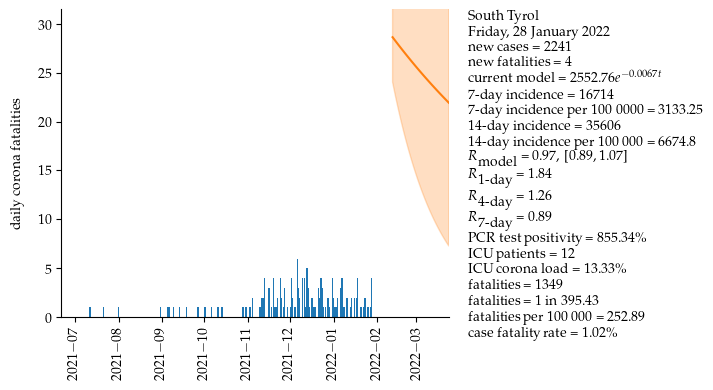 South Tyrol
Friday, 28 January 2022
new cases = 2241
new fatalities = 4
current model = 2552.76e^{-0.0067t}
7-day incidence = 16714
7-day incidence per 100 0000 = 3133.25
14-day incidence = 35606
14-day incidence per 100 000 = 6674.8
R_model = 0.97, [0.89, 1.07]
R_1-day = 1.84
R_4-day = 1.26
R_7-day = 0.89
PCR test positivity = 855.34%
ICU patients = 12
ICU corona load = 13.33%
fatalities = 1349
fatalities = 1 in 395.43
fatalities per 100 000 = 252.89
case fatality rate = 1.02%
daily corona fatalities
30
25
20
15
10
5
0
2021−07
2021−08
2021−09
2021−10
2021−11
2021−12
2022−01
2022−02
2022−03